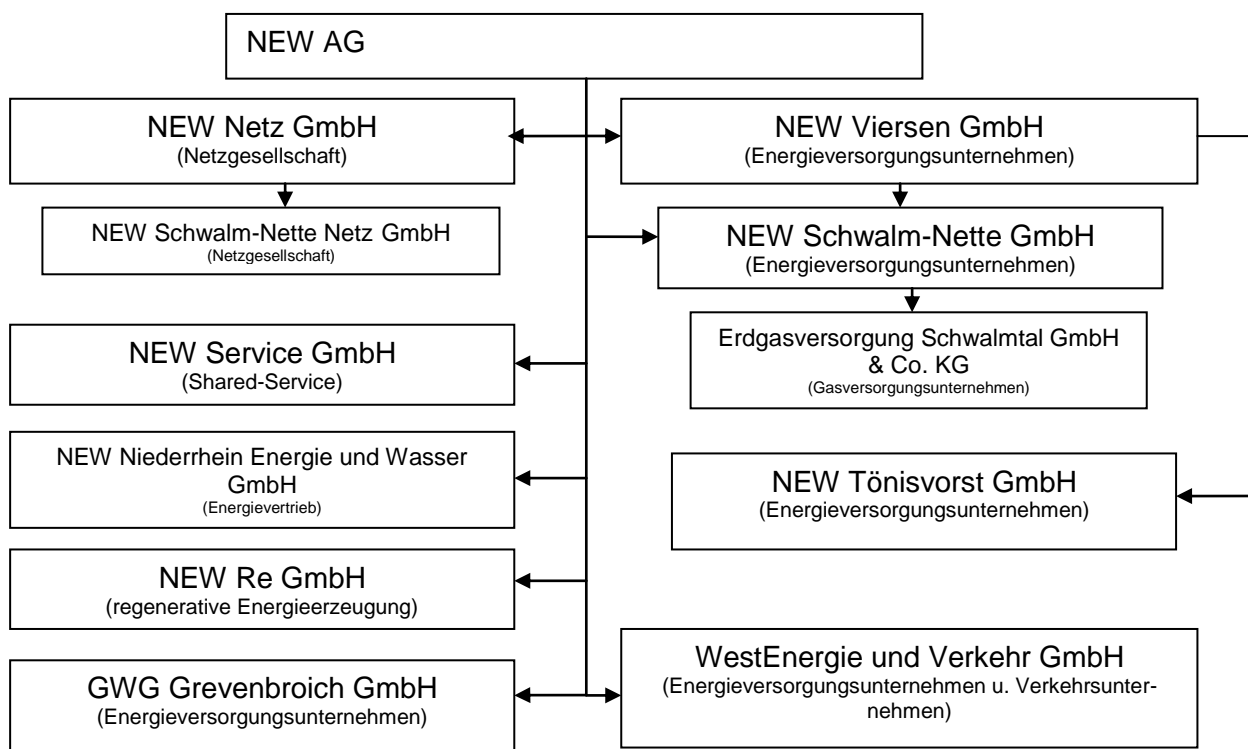 NEW AG
NEW Netz GmbH
(Netzgesellschaft)
NEW Viersen GmbH
(Energieversorgungsunternehmen)
NEW Schwalm-Nette Netz GmbH
(Netzgesellschaft)
NEW Schwalm-Nette GmbH
(Energieversorgungsunternehmen)
NEW Service GmbH
(Shared-Service)
Erdgasversorgung Schwalmtal GmbH
& Co. KG
(Gasversorgungsunternehmen)
NEW Niederrhein Energie und Wasser
GmbH
(Energievertrieb)
NEW Tönisvorst GmbH
(Energieversorgungsunternehmen)
NEW Re GmbH
(regenerative Energieerzeugung)
GWG Grevenbroich GmbH
(Energieversorgungsunternehmen)
WestEnergie und Verkehr GmbH
(Energieversorgungsunternehmen u. Verkehrsunter-
nehmen)